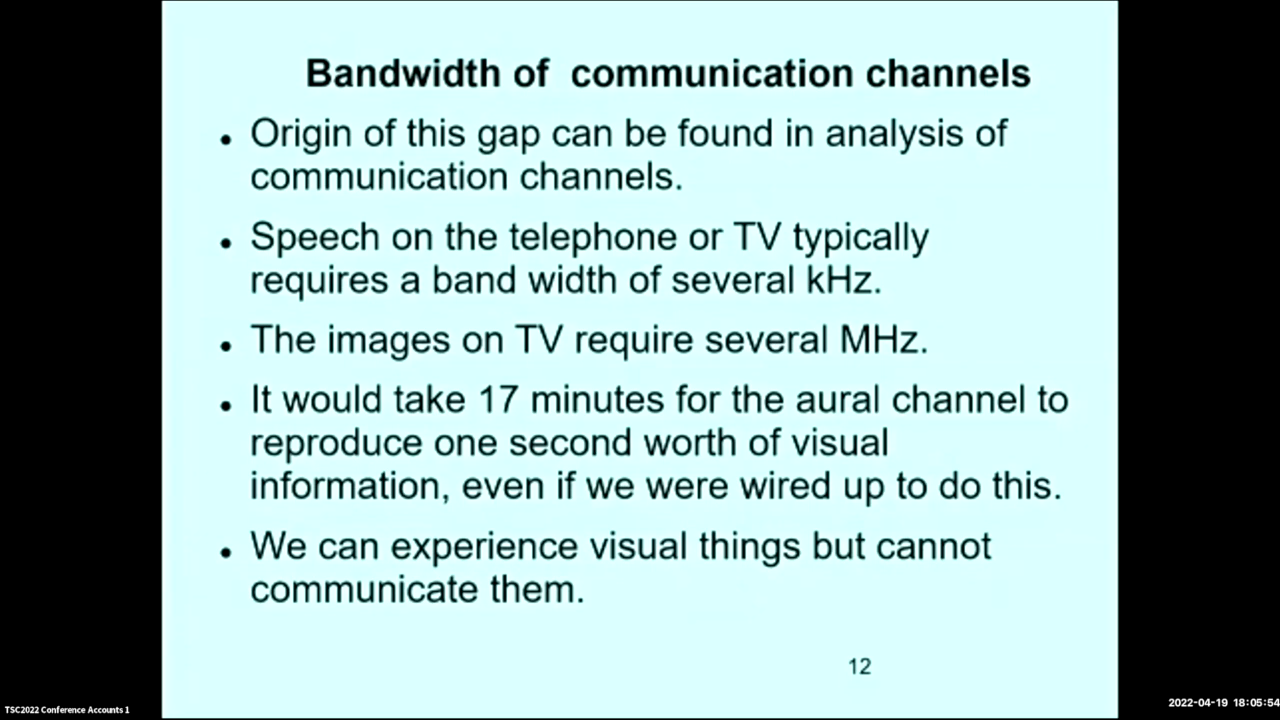 Bandwidth of communication channels
• Origin of this gap can be found in analysis of
communication channels.
• Speech on the telephone or TV typically
requires a band width of several kHz.
• The images on TV require several MHz.
• It would take 17 minutes for the aural channel to
reproduce one second worth of visual
information, even if we were wired up to do this.
• We can experience visual things but cannot
communicate them.
12
TSC2022 Conference Accounts 1
2022-04-19 18:05:54